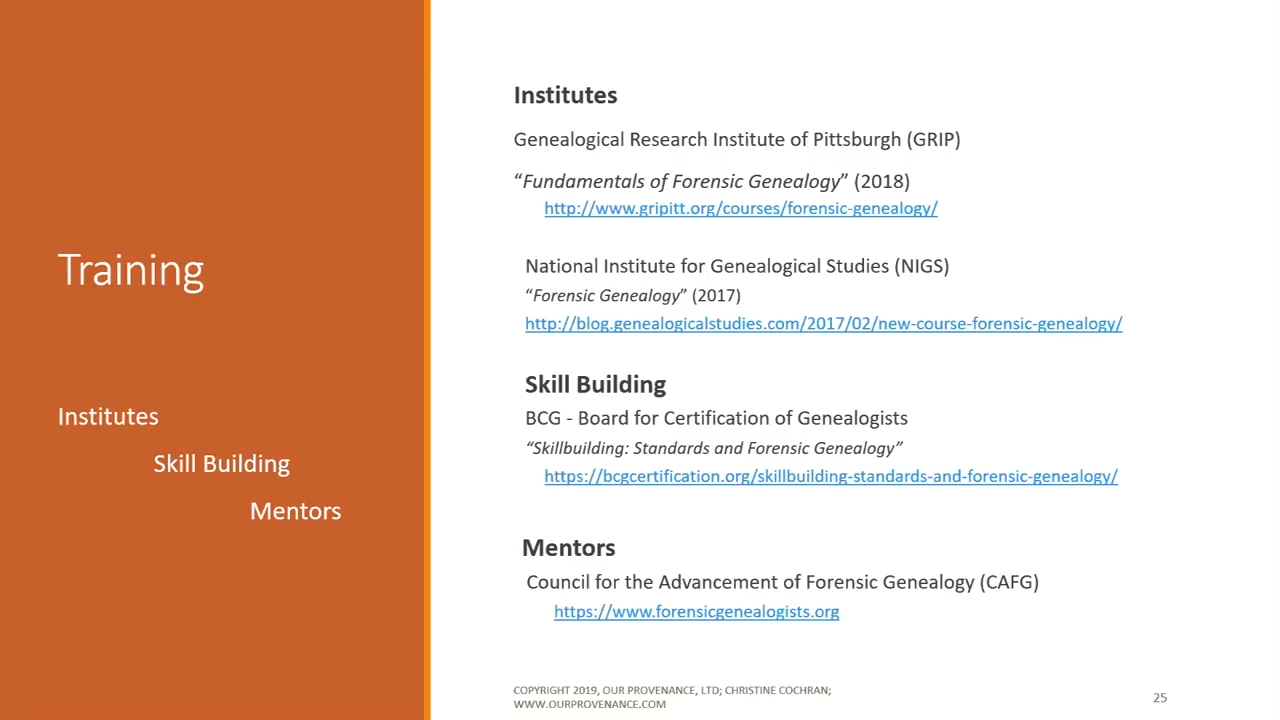 Training
Institutes
Skill Building
Mentors
Institutes
Genealogical Research Institute of Pittsburgh (GRIP)
“Fundamentals of Forensic Genealogy” (2018)
http://www.gripitt.org/courses/forensic-genealogy/
National Institute for Genealogical Studies (NIGS)
“Forensic Genealogy” (2017)
http://blog.genealogicalstudies.com/2017/02/new-course-forensic-genealogy/
Skill Building
BCG - Board for Certification of Genealogists
“Skillbuilding: Standards and Forensic Genealogy”
https://bcgcertification.org/skillbuilding-standards-and-forensic-genealogy/
Mentors
Council for the Advancement of Forensic Genealogy (CAFG)
https://www.forensicgenealogists.org
COPYRIGHT 2019, OUR PROVENANCE, LTD; CHRISTINE COCHRAN;
WWW.OURPROVENANCE.COM
25